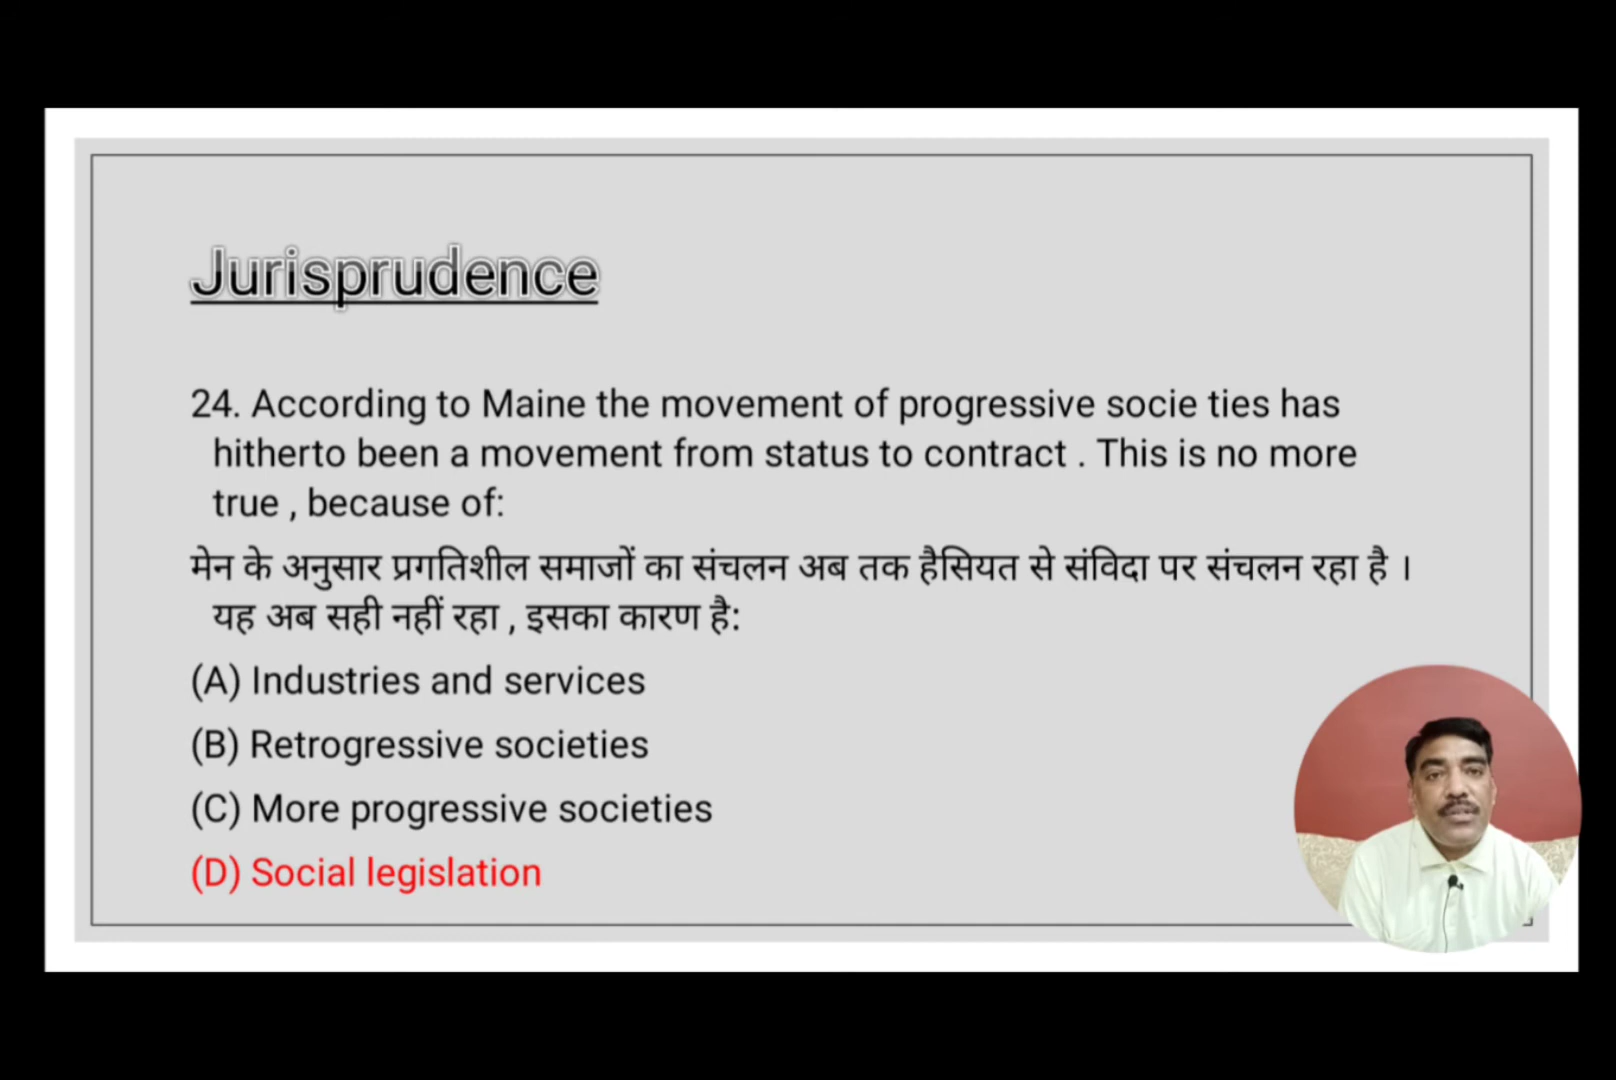 Jurisprudence
24. According to Maine the movement of progressive socie ties has
hitherto been a movement from status to contract . This is no more
true , because of:
मेन के अनुसार प्रगतिशील समाजों का संचलन अब तक हैसियत से संविदा पर संचलन रहा है ।
यह अब सही नहीं रहा , इसका कारण है:
(A) Industries and services
(B) Retrogressive societies
(C) More progressive societies
(D) Social legislation